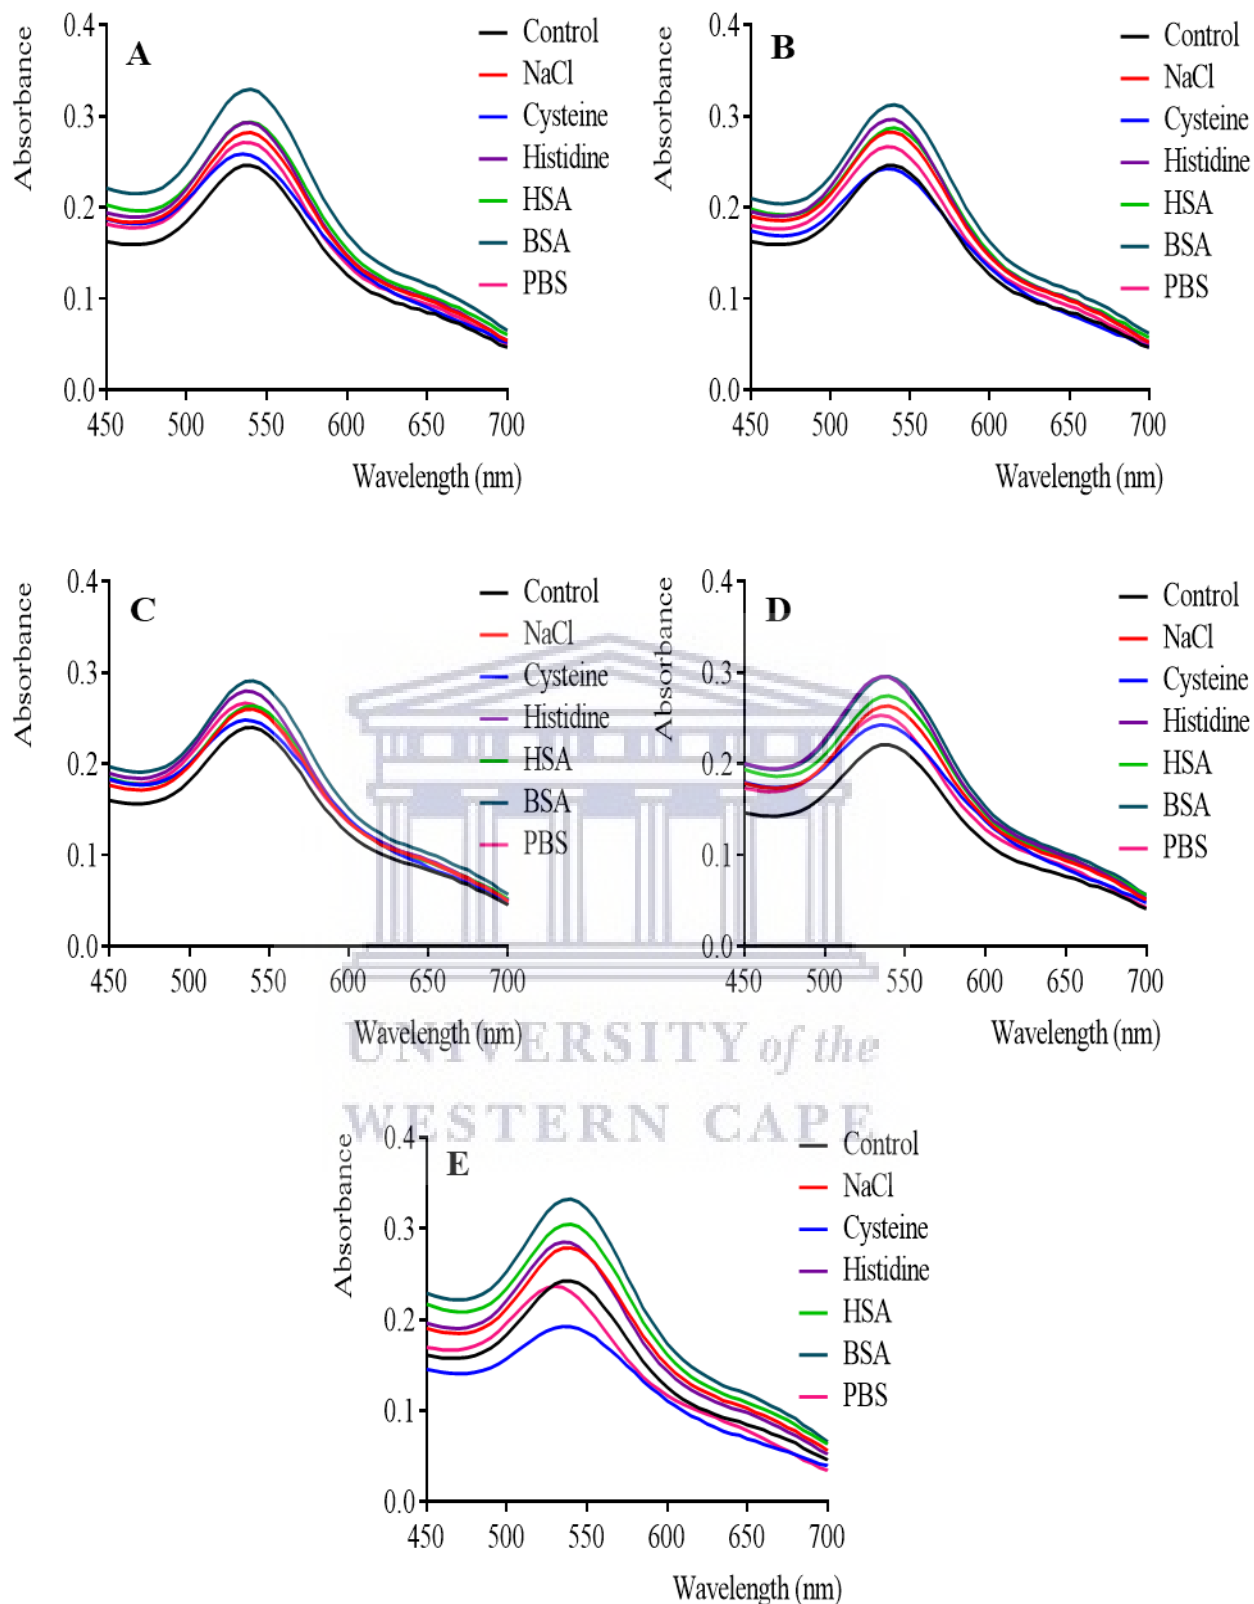 Absorbance
0.4
0.3
0.2
0.1
0.0
A
Control
NaCl
Cysteine
Histidine
HSA
BSA
PBS
450 500 550 600 650 700
Wavelength (nm)
Absorbance
0.4
0.3
0.2
0.1
0.0
B
Control
NaCl
Cysteine
Histidine
HSA
BSA
PBS
450 500 550 600 650 700
Wavelength (nm)
Absorbance
0.4
0.3
0.2
0.1
0.0
C
Control
NaCl
Cysteine
Histidine
HSA
BSA
PBS
450 500 550 600 650 700
Wavelength (nm)
Absorbance
0.4
0.3
0.2
0.1
0.0
D
Control
NaCl
Cysteine
Histidine
HSA
BSA
PBS
450 500 550 600 650 700
Wavelength (nm)
UNIVERSITY of the
WESTERN CAPE
Absorbance
0.4
0.3
0.2
0.1
0.0
E
Control
NaCl
Cysteine
Histidine
HSA
BSA
PBS
450 500 550 600 650 700
Wavelength (nm)